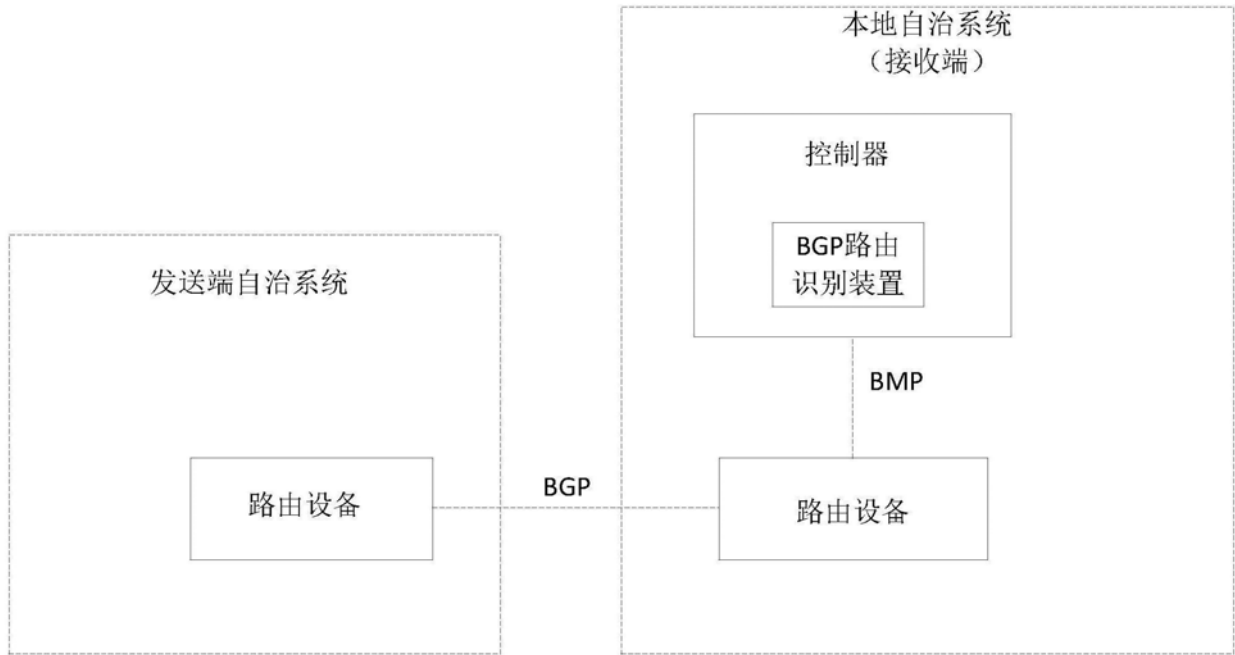 本地自治系统
（接收端）
控制器
BGP路由
识别装置
发送端自治系统
BMP
BGP
路由设备
路由设备